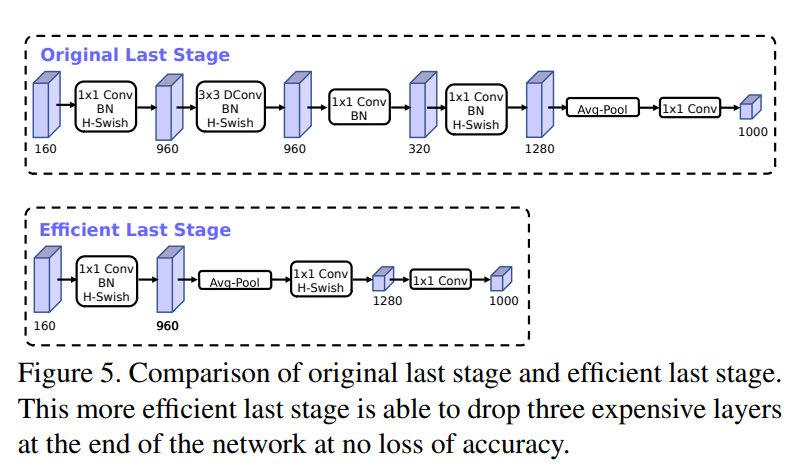 Original Last Stage
1x1 Conv
BN
H-Swish
3x3 DConv
BN
H-Swish
1x1 Conv
BN
1x1 Conv
BN
H-Swish
Avg-Pool
1x1 Conv
160
960
960
320
1280
1000
Efficient Last Stage
1x1 Conv
BN
H-Swish
Avg-Pool
1x1 Conv
H-Swish
1x1 Conv
160
960
1280
1000
Figure 5. Comparison of original last stage and efficient last stage.
This more efficient last stage is able to drop three expensive layers
at the end of the network at no loss of accuracy.